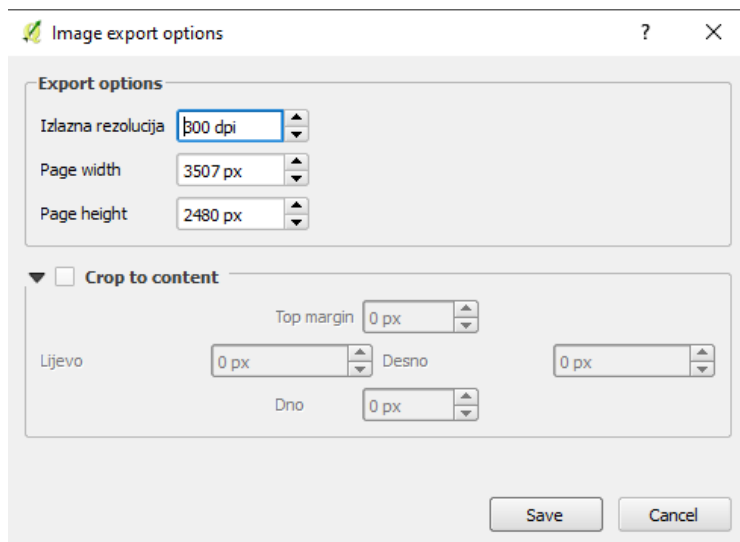 Image export options
Export options
Izlazna rezolucija 300 dpi
Page width 3507 px
Page height 2480 px
Crop to content
Top margin 0 px
Lijevo 0 px Desno 0 px
Dno 0 px
Save Cancel